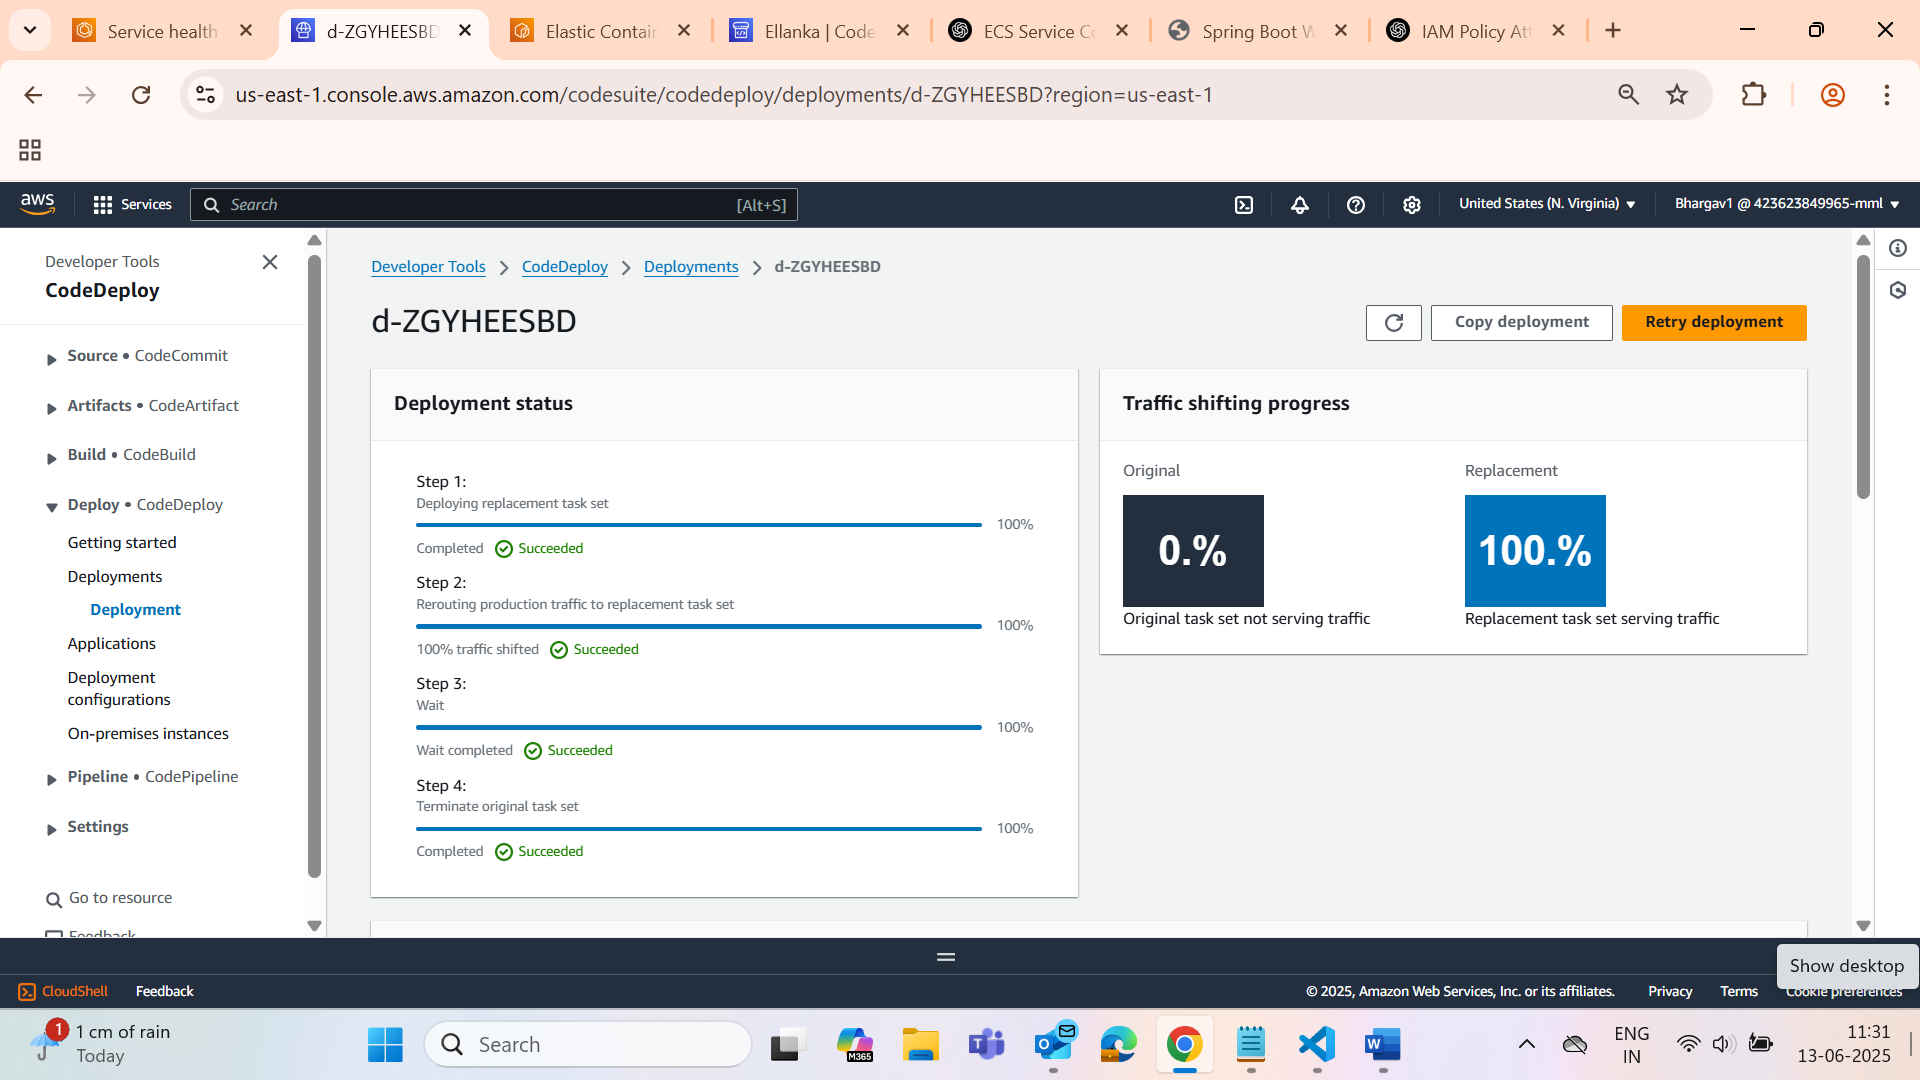 Service health
d-ZGYHEESBD
Elastic Contain
Ellanka | Code
ECS Service Co
Spring Boot W
IAM Policy Att
us-east-1.console.aws.amazon.com/codesuite/codedeploy/deployments/d-ZGYHEESBD?region=us-east-1
aws
Services
Search
[Alt+S]
United States (N. Virginia)
Bhargav1 @ 423623849965-mml
Developer Tools
CodeDeploy
Source • CodeCommit
Artifacts • CodeArtifact
Build • CodeBuild
Deploy • CodeDeploy
Getting started
Deployments
Deployment
Applications
Deployment
configurations
On-premises instances
Pipeline • CodePipeline
Settings
Go to resource
Feedback
Developer Tools > CodeDeploy > Deployments > d-ZGYHEESBD
d-ZGYHEESBD
Copy deployment
Retry deployment
Deployment status
Step 1:
Deploying replacement task set
100%
Completed Succeeded
Step 2:
Rerouting production traffic to replacement task set
100%
100% traffic shifted Succeeded
Step 3:
Wait
100%
Wait completed Succeeded
Step 4:
Terminate original task set
100%
Completed Succeeded
Traffic shifting progress
Original
0.%
Original task set not serving traffic
Replacement
100.%
Replacement task set serving traffic
Show desktop
CloudShell
Feedback
© 2025, Amazon Web Services, Inc. or its affiliates.
Privacy
Terms
Cookie preferences
1
1 cm of rain
Today
Search
M365
ENG
IN
11:31
13-06-2025